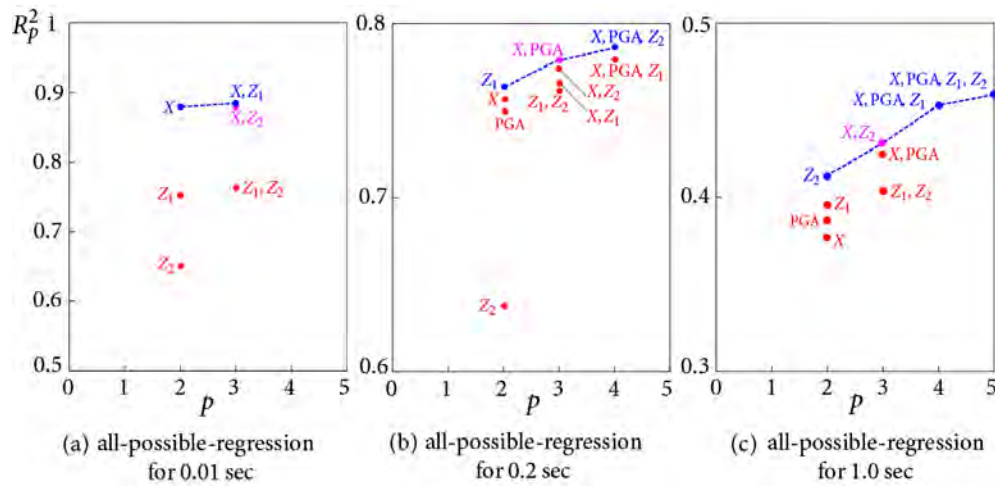 R_p^2
1
0.9
0.8
0.7
0.6
0.5
0
1
2
3
4
5
p
X
X, Z_1
X, Z_2
Z_1
Z_1, Z_2
Z_2
(a) all-possible-regression
for 0.01 sec
0.8
0.7
0.6
0
1
2
3
4
5
p
X, PGA, Z_2
X, PGA
X, PGA, Z_1
Z_1
X
PGA
Z_1, Z_2
X, Z_2
X, Z_1
Z_2
(b) all-possible-regression
for 0.2 sec
0.5
0.4
0.3
0
1
2
3
4
5
p
X, PGA, Z_1, Z_2
X, PGA, Z_1
X, Z_2
X, PGA
Z_2
Z_1, Z_2
Z_1
PGA
X
(c) all-possible-regression
for 1.0 sec